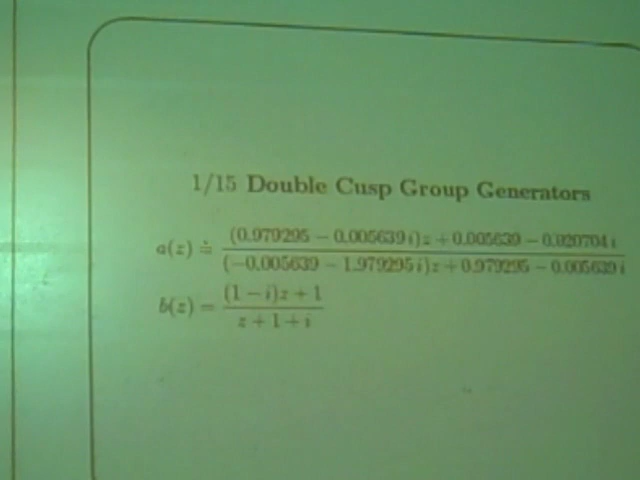 1/15 Double Cusp Group Generators
a(z) ≐ (0.979295 − 0.005639 i)z + 0.005639 − 0.020704 i
(−0.005639 − 1.979295 i)z + 0.979295 − 0.005639 i
b(z) = (1 − i)z + 1
z + 1 + i